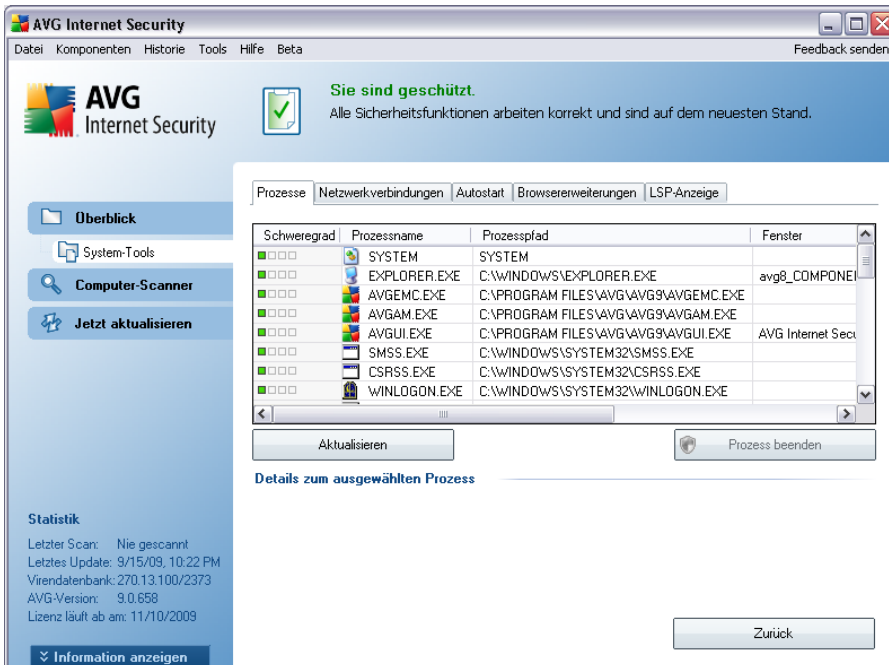 AVG Internet Security
Datei Komponenten Historie Tools Hilfe Beta Feedback senden
AVG
Internet Security
Sie sind geschützt.
Alle Sicherheitsfunktionen arbeiten korrekt und sind auf dem neuesten Stand.
Überblick
System-Tools
Computer-Scanner
Jetzt aktualisieren
Prozesse Netzwerkverbindungen Autostart Browsererweiterungen LSP-Anzeige
Schweregrad Prozessname Prozesspfad Fenster
SYSTEM SYSTEM
EXPLORER.EXE C:\WINDOWS\EXPLORER.EXE avg8_COMPONEI
AVGEMC.EXE C:\PROGRAM FILES\AVG\AVG9\AVGEMC.EXE
AVGAM.EXE C:\PROGRAM FILES\AVG\AVG9\AVGAM.EXE
AVGUI.EXE C:\PROGRAM FILES\AVG\AVG9\AVGUI.EXE AVG Internet Secu
SMSS.EXE C:\WINDOWS\SYSTEM32\SMSS.EXE
CSRSS.EXE C:\WINDOWS\SYSTEM32\CSRSS.EXE
WINLOGON.EXE C:\WINDOWS\SYSTEM32\WINLOGON.EXE
Aktualisieren Prozess beenden
Details zum ausgewählten Prozess
Statistik
Letzter Scan: Nie gescannt
Letztes Update: 9/15/09, 10:22 PM
Virendatenbank: 270.13.100/2373
AVG-Version: 9.0.658
Lizenz läuft ab am: 11/10/2009
Information anzeigen
Zurück